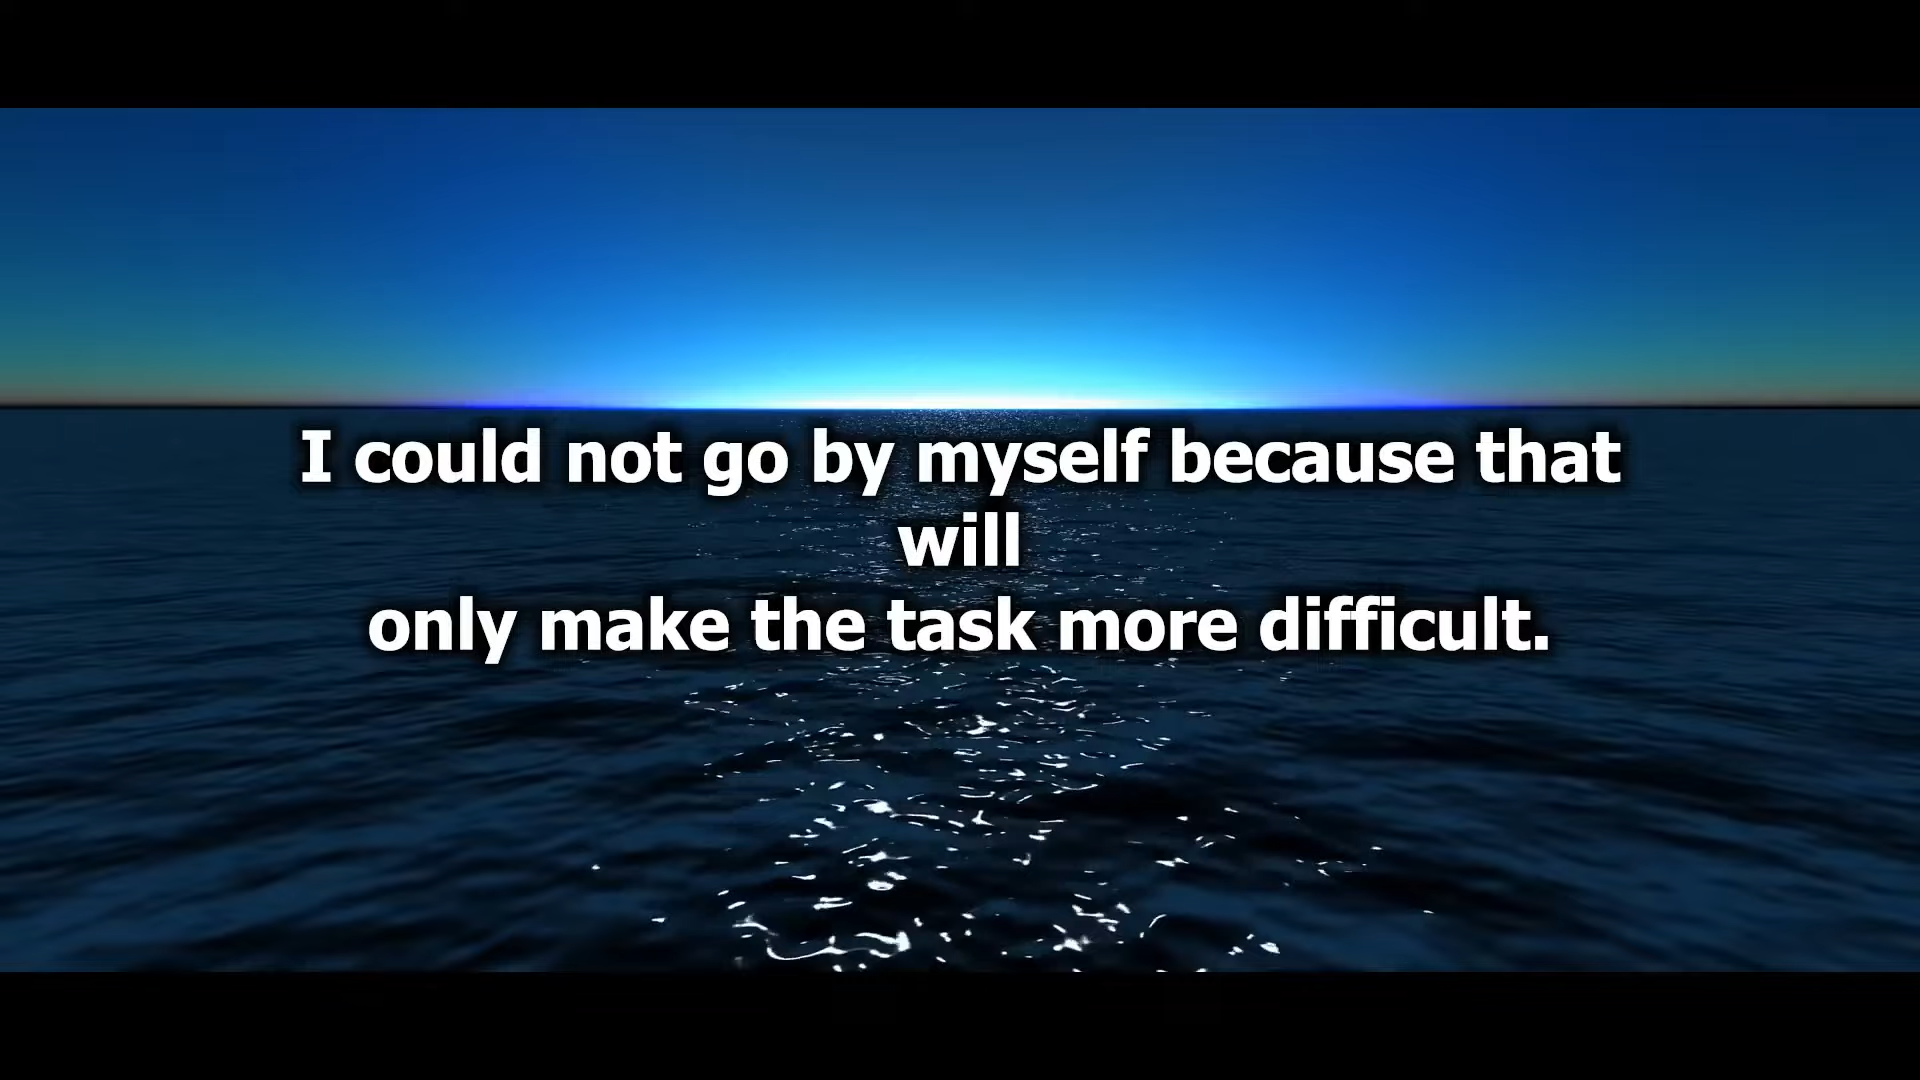 I could not go by myself because that
will
only make the task more difficult.